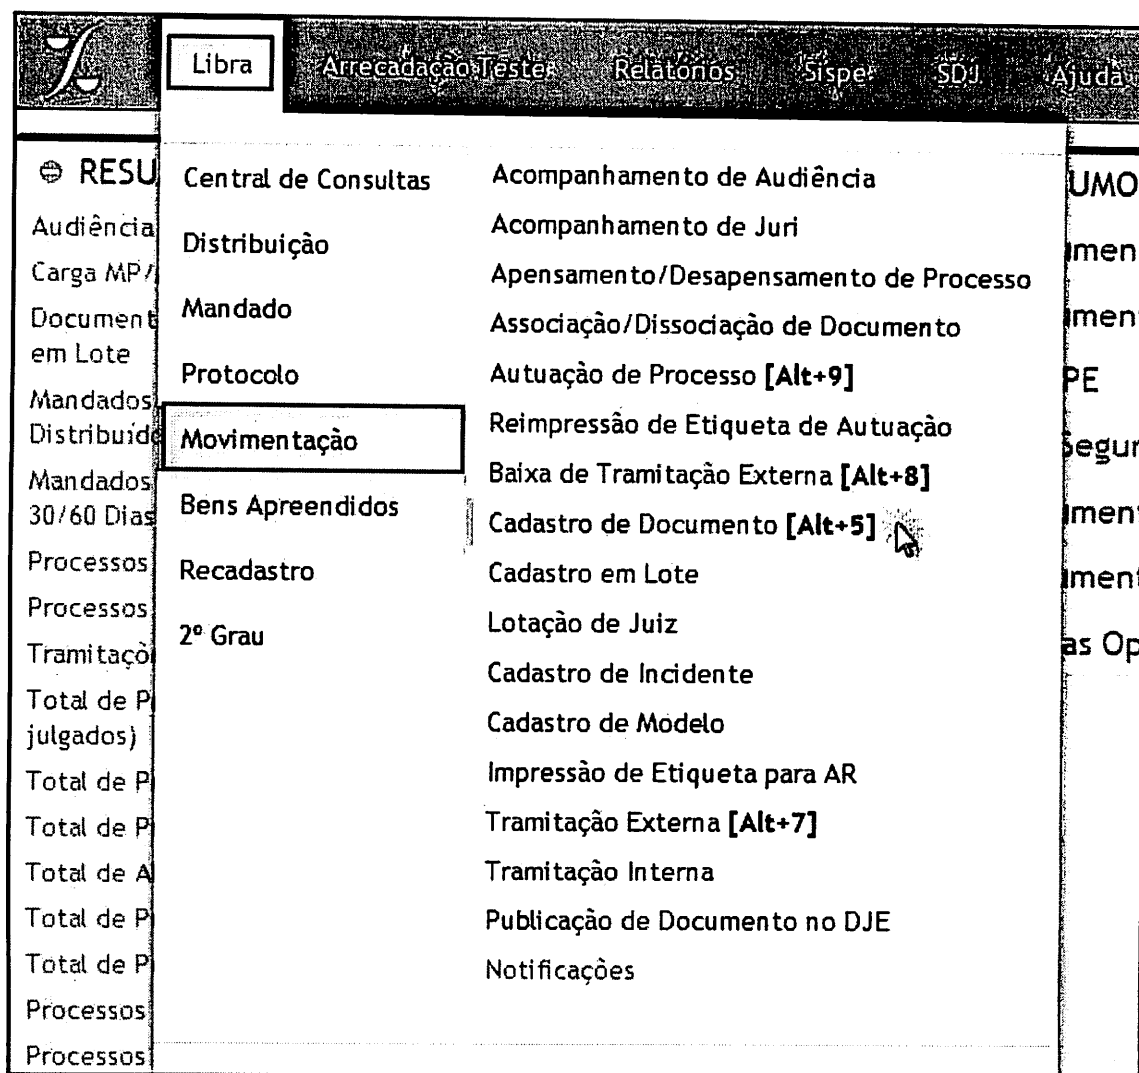 Libra
Arrecadação Tester
Relatórios
Sispe
SDJ
Ajuda
RESU
Audiência
Carga MP/
Document
em Lote
Mandados
Distribuíd
Mandados
30/60 Dias
Processos
Processos
Tramitaçõ
Total de P
julgados)
Total de P
Total de P
Total de A
Total de P
Total de P
Processos
Processos
Central de Consultas
Distribuição
Mandado
Protocolo
Movimentação
Bens Apreendidos
Recadastro
2º Grau
Acompanhamento de Audiência
Acompanhamento de Juri
Apensamento/Desapensamento de Processo
Associação/Dissociação de Documento
Autuação de Processo [Alt+9]
Reimpressão de Etiqueta de Autuação
Baixa de Tramitação Externa [Alt+8]
Cadastro de Documento [Alt+5]
Cadastro em Lote
Lotação de Juiz
Cadastro de Incidente
Cadastro de Modelo
Impressão de Etiqueta para AR
Tramitação Externa [Alt+7]
Tramitação Interna
Publicação de Documento no DJE
Notificações
UMO
men
ment
PE
Segur
ment
ment
as Op